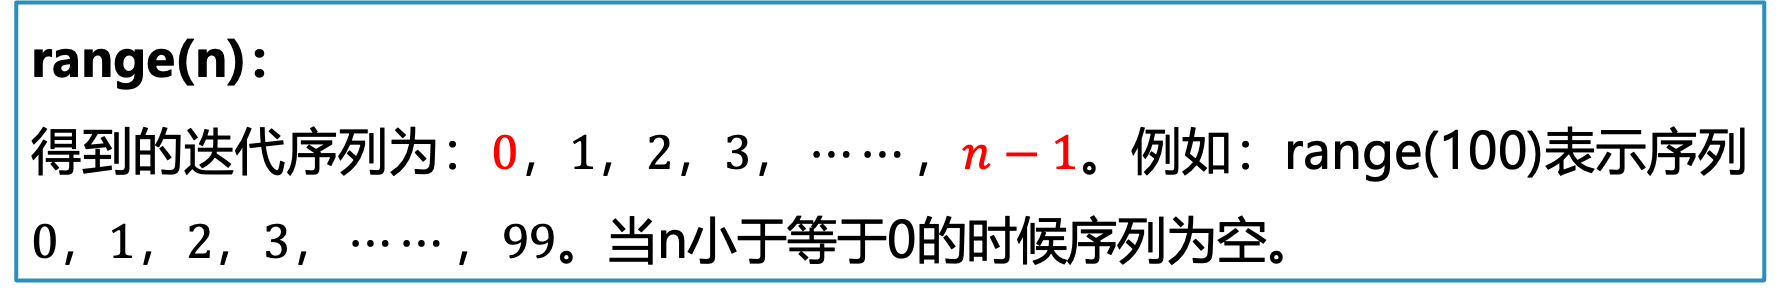 range(n)：
得到的迭代序列为：0，1，2，3，⋯⋯，n − 1。例如：range(100)表示序列
0，1，2，3，⋯⋯，99。当n小于等于0的时候序列为空。